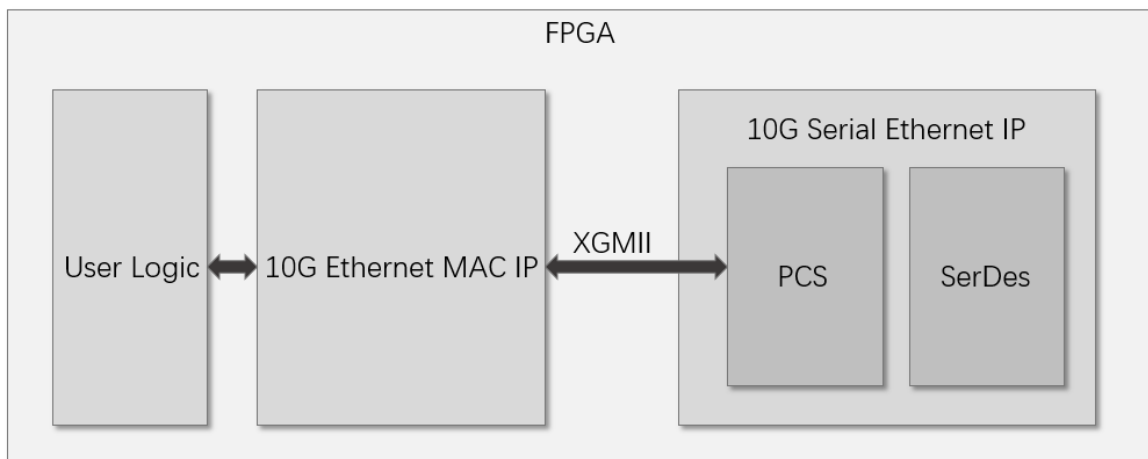 FPGA
10G Serial Ethernet IP
XGMII
User Logic
10G Ethernet MAC IP
PCS
SerDes